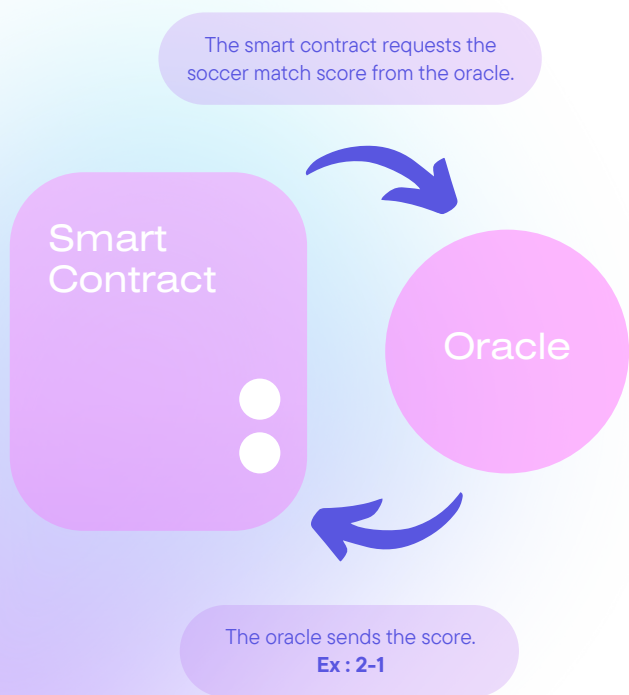 The smart contract requests the
soccer match score from the oracle.
Smart
Contract
Oracle
The oracle sends the score.
Ex : 2-1